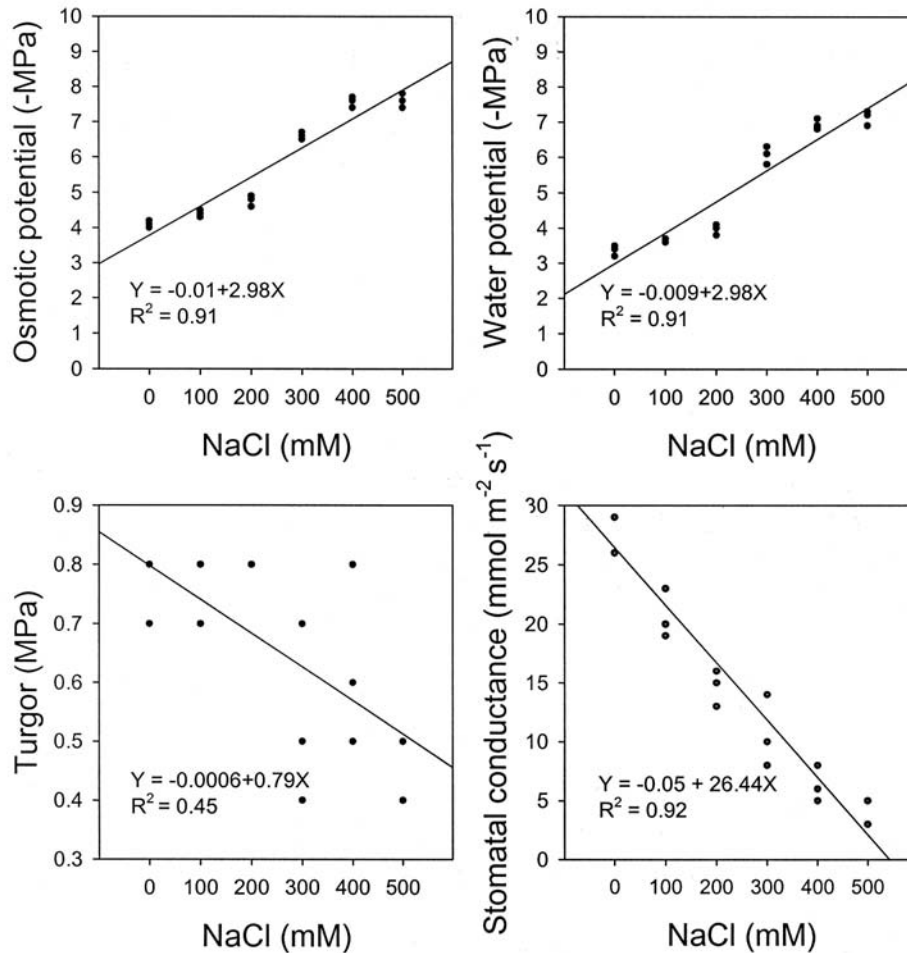 Osmotic potential (-MPa)
10
9
8
7
6
5
4
3
2
1
0
Y = -0.01+2.98X
R² = 0.91
0 100 200 300 400 500
NaCl (mM)
Water potential (-MPa)
10
9
8
7
6
5
4
3
2
1
0
Y = -0.009+2.98X
R² = 0.91
0 100 200 300 400 500
NaCl (mM)
Turgor (MPa)
0.9
0.8
0.7
0.6
0.5
0.4
0.3
Y = -0.0006+0.79X
R² = 0.45
0 100 200 300 400 500
NaCl (mM)
Stomatal conductance (mmol m⁻² s⁻¹)
30
25
20
15
10
5
0
Y = -0.05 + 26.44X
R² = 0.92
0 100 200 300 400 500
NaCl (mM)